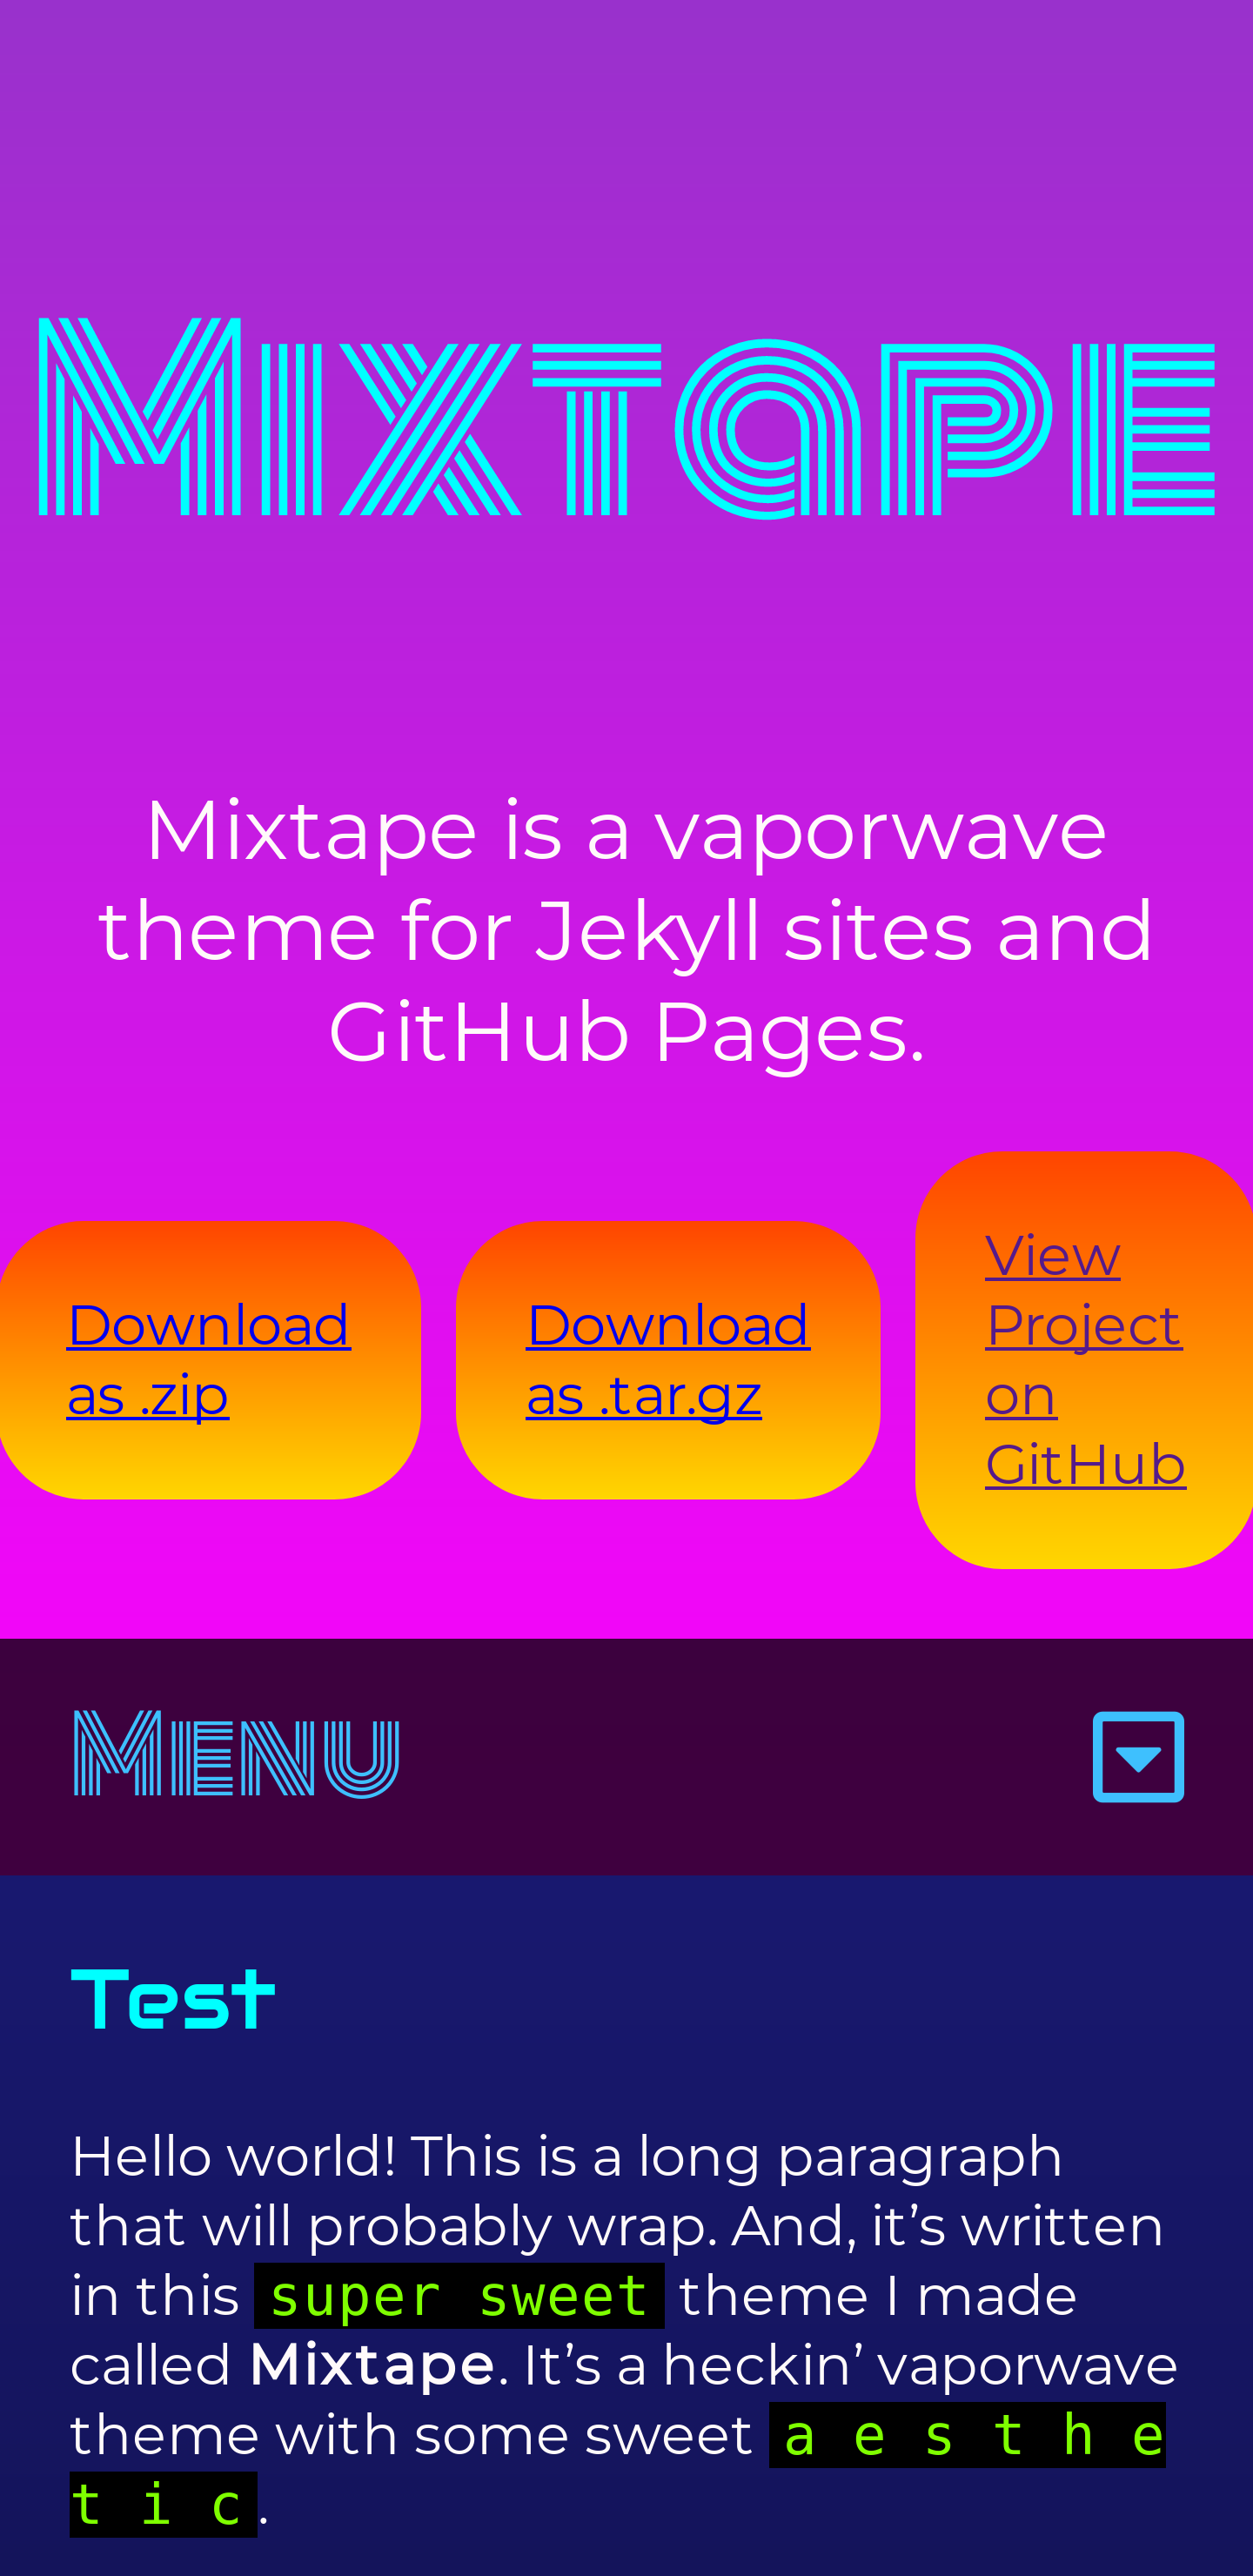 Mixtape
Mixtape is a vaporwave
theme for Jekyll sites and
GitHub Pages.
Download
as .zip
Download
as .tar.gz
View
Project
on
GitHub
Menu
Test
Hello world! This is a long paragraph
that will probably wrap. And, it’s written
in this super sweet theme I made
called Mixtape. It’s a heckin’ vaporwave
theme with some sweet a e s t h e
t i c.